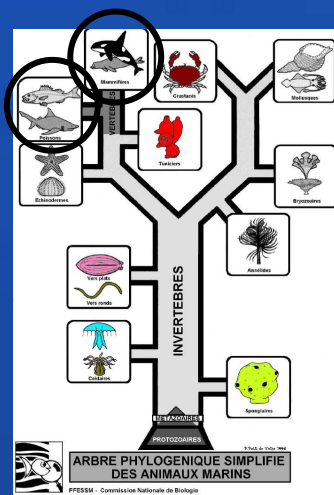 Mammifères
Crustacés
Mollusques
Poissons
VERTEBRES
Tuniciers
Echinodermes
Bryozoaires
Annélides
Vers plats
Vers ronds
INVERTEBRES
Cnidaires
Spongiaires
METAZOAIRES
PROTOZOAIRES
ARBRE PHYLOGENIQUE SIMPLIFIE
DES ANIMAUX MARINS
FFESSM - Commission Nationale de Biologie